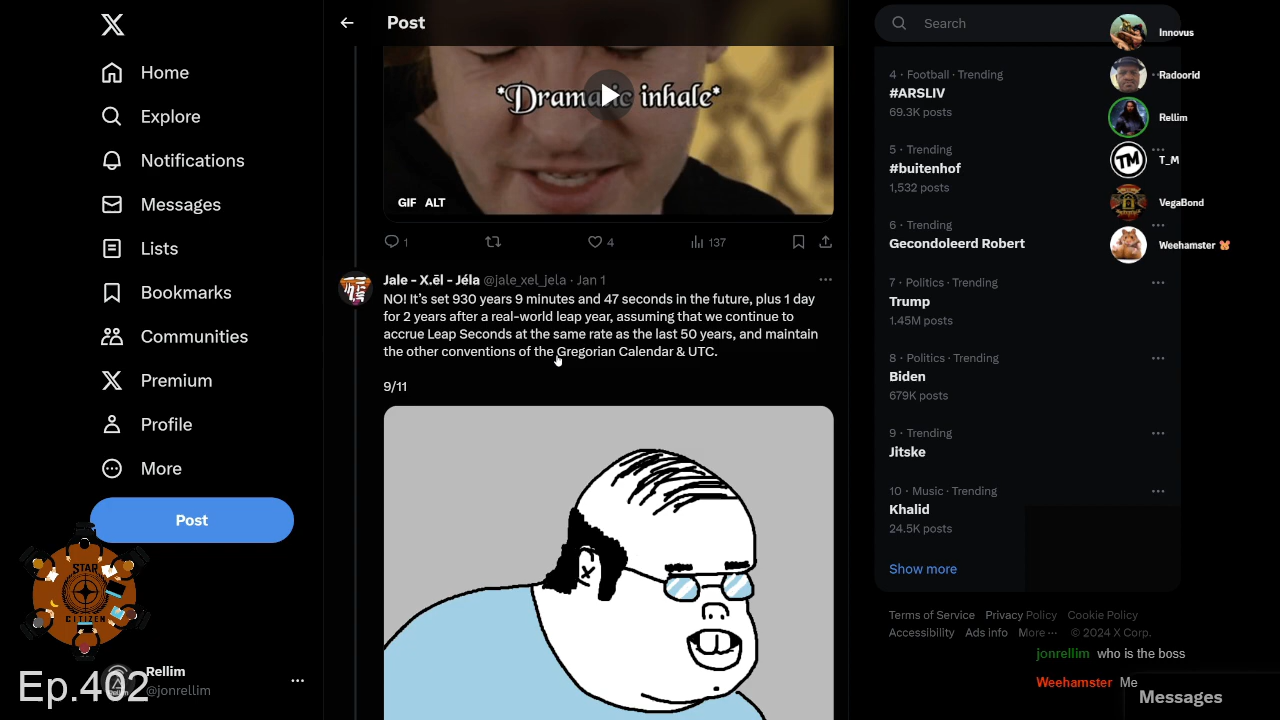 Home
Explore
Notifications
Messages
Lists
Bookmarks
Communities
Premium
Profile
More
Post
STAR
CITIZEN
Rellim
@jonrellim
Ep.402
Post
*Dramatic inhale*
GIF ALT
1
4
137
Jale - X.ēl - Jéla @jale_xel_jela · Jan 1
NO! It's set 930 years 9 minutes and 47 seconds in the future, plus 1 day
for 2 years after a real-world leap year, assuming that we continue to
accrue Leap Seconds at the same rate as the last 50 years, and maintain
the other conventions of the Gregorian Calendar & UTC.
9/11
Search
4 · Football · Trending
#ARSLIV
69.3K posts
5 · Trending
#buitenhof
1,532 posts
6 · Trending
Gecondoleerd Robert
7 · Politics · Trending
Trump
1.45M posts
8 · Politics · Trending
Biden
679K posts
9 · Trending
Jitske
10 · Music · Trending
Khalid
24.5K posts
Show more
Terms of Service Privacy Policy Cookie Policy
Accessibility Ads info More ··· © 2024 X Corp.
Innovus
Radoorld
Rellim
TM
T_M
VegaBond
Weehamster
jonrellim who is the boss
Weehamster Me
Messages